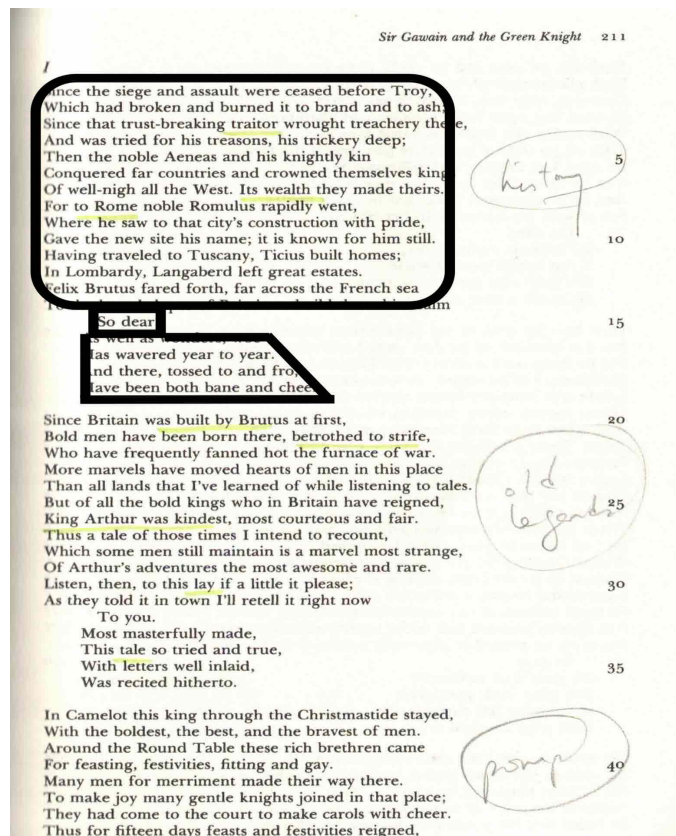 Sir Gawain and the Green Knight 211
I
Since the siege and assault were ceased before Troy,
Which had broken and burned it to brand and to ash;
Since that trust-breaking traitor wrought treachery there,
And was tried for his treasons, his trickery deep;
Then the noble Aeneas and his knightly kin 5
Conquered far countries and crowned themselves king
Of well-nigh all the West. Its wealth they made theirs.
history
For to Rome noble Romulus rapidly went,
Where he saw to that city's construction with pride,
Gave the new site his name; it is known for him still. 10
Having traveled to Tuscany, Ticius built homes;
In Lombardy, Langaberd left great estates.
Felix Brutus fared forth, far across the French sea
So dear 15
as well as
Has wavered year to year.
And there, tossed to and fro,
Have been both bane and cheer
Since Britain was built by Brutus at first, 20
Bold men have been born there, betrothed to strife,
Who have frequently fanned hot the furnace of war.
More marvels have moved hearts of men in this place
Than all lands that I've learned of while listening to tales.
But of all the bold kings who in Britain have reigned, 25
old
legends
King Arthur was kindest, most courteous and fair.
Thus a tale of those times I intend to recount,
Which some men still maintain is a marvel most strange,
Of Arthur's adventures the most awesome and rare.
Listen, then, to this lay if a little it please; 30
As they told it in town I'll retell it right now
To you.
Most masterfully made,
This tale so tried and true,
With letters well inlaid, 35
Was recited hitherto.
In Camelot this king through the Christmastide stayed,
With the boldest, the best, and the bravest of men.
Around the Round Table these rich brethren came
For feasting, festivities, fitting and gay. 40
pomp
Many men for merriment made their way there.
To make joy many gentle knights joined in that place;
They had come to the court to make carols with cheer.
Thus for fifteen days feasts and festivities reigned,